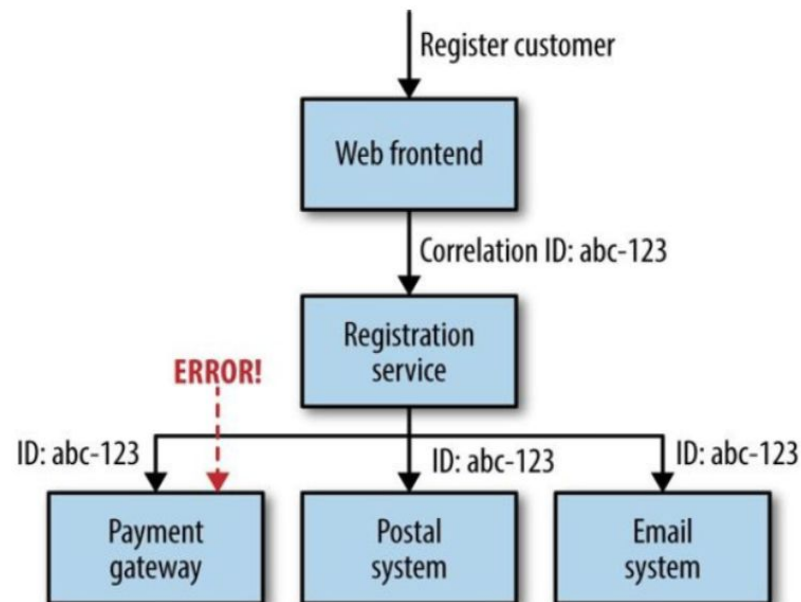 Register customer
Web frontend
Correlation ID: abc-123
Registration
service
ERROR!
ID: abc-123
ID: abc-123
ID: abc-123
Payment
gateway
Postal
system
Email
system